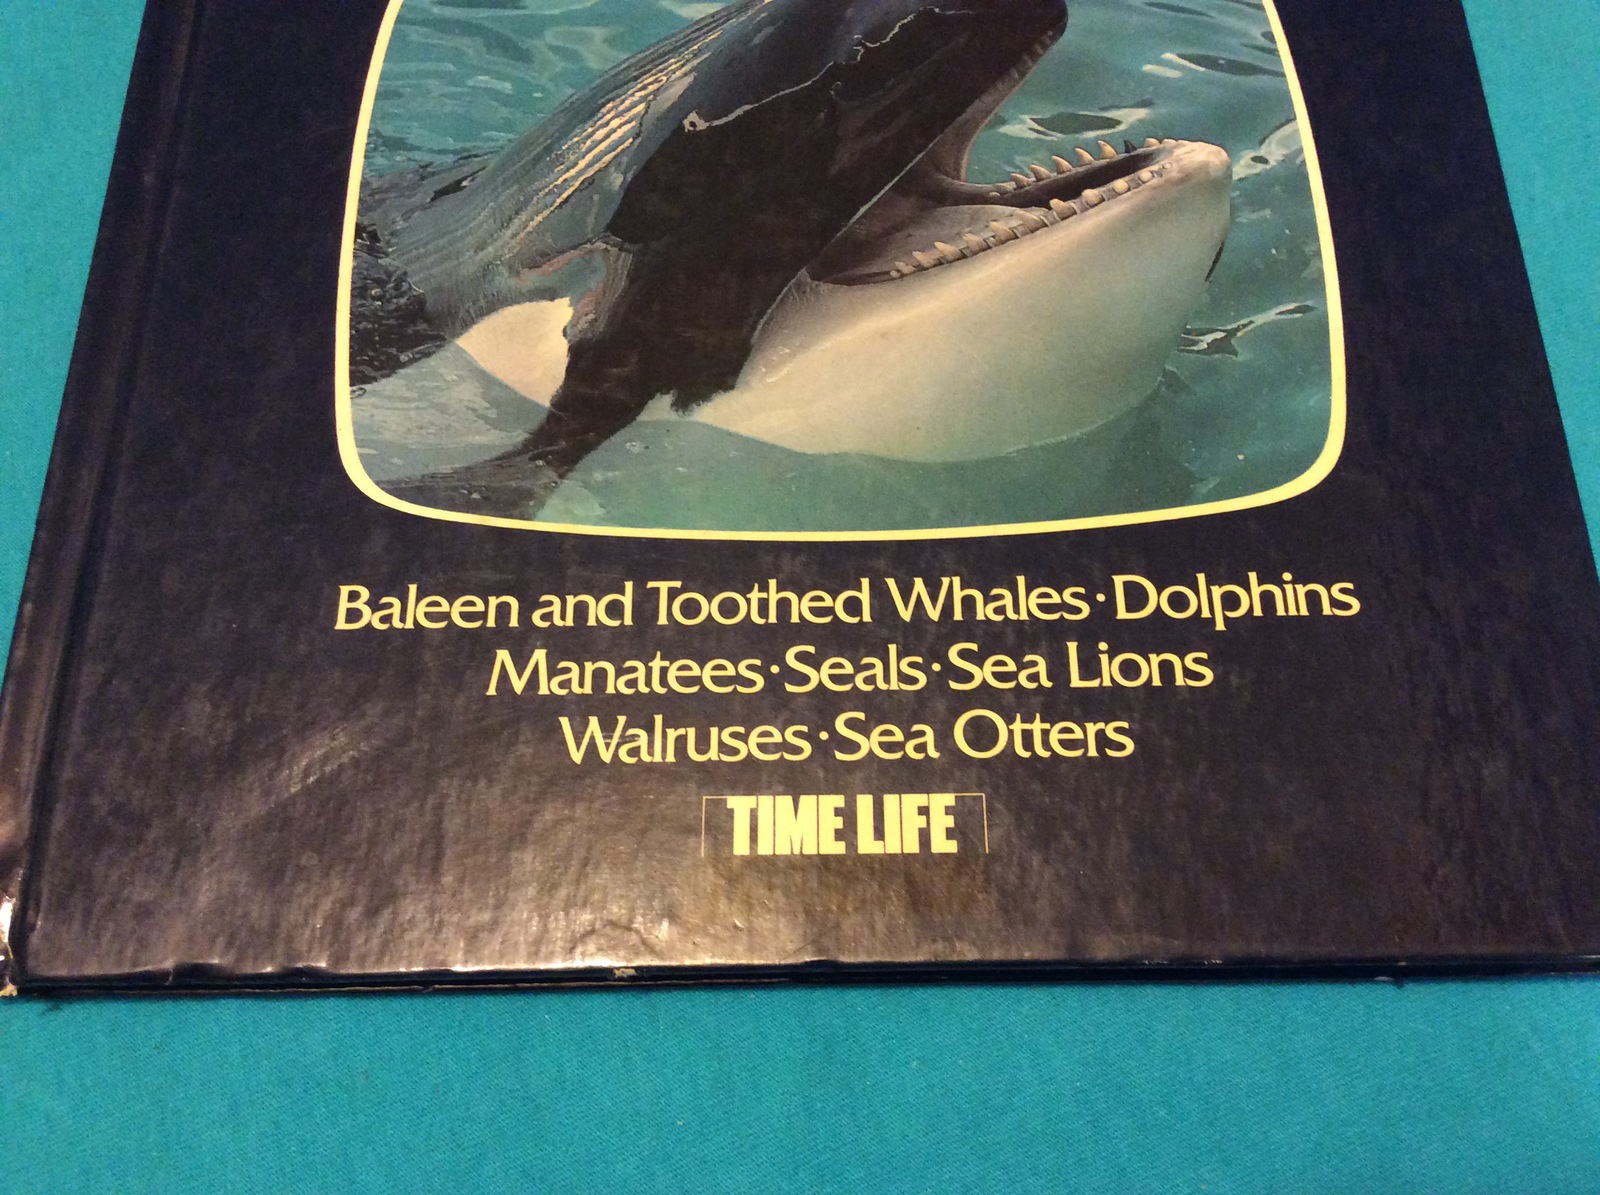 Baleen and Toothed Whales·Dolphins
Manatees·Seals·Sea Lions
Walruses·Sea Otters
TIME LIFE